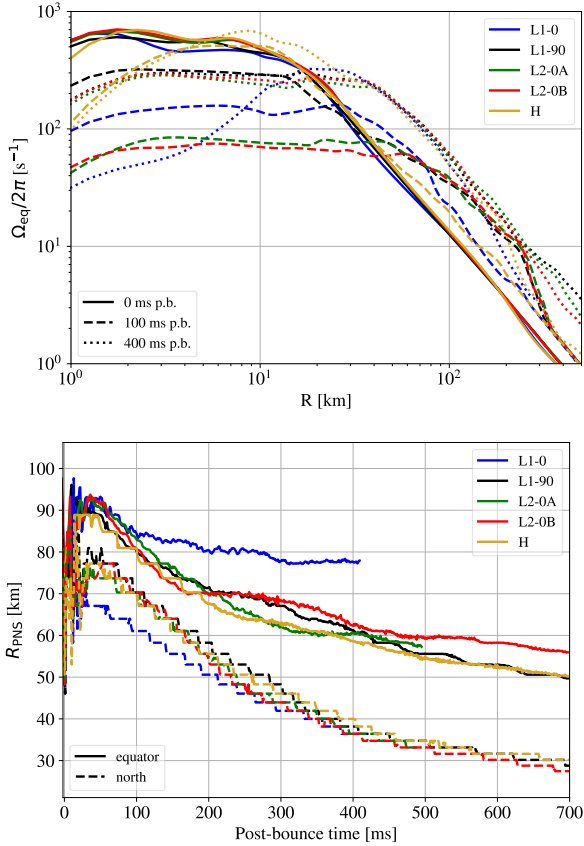 L1-0
L1-90
L2-0A
L2-0B
H
Ω_eq/2π [s⁻¹]
10³
10²
10¹
10⁰
0 ms p.b.
100 ms p.b.
400 ms p.b.
10⁰ 10¹ 10²
R [km]
L1-0
L1-90
L2-0A
L2-0B
H
R_PNS [km]
100
90
80
70
60
50
40
30
equator
north
0 100 200 300 400 500 600 700
Post-bounce time [ms]